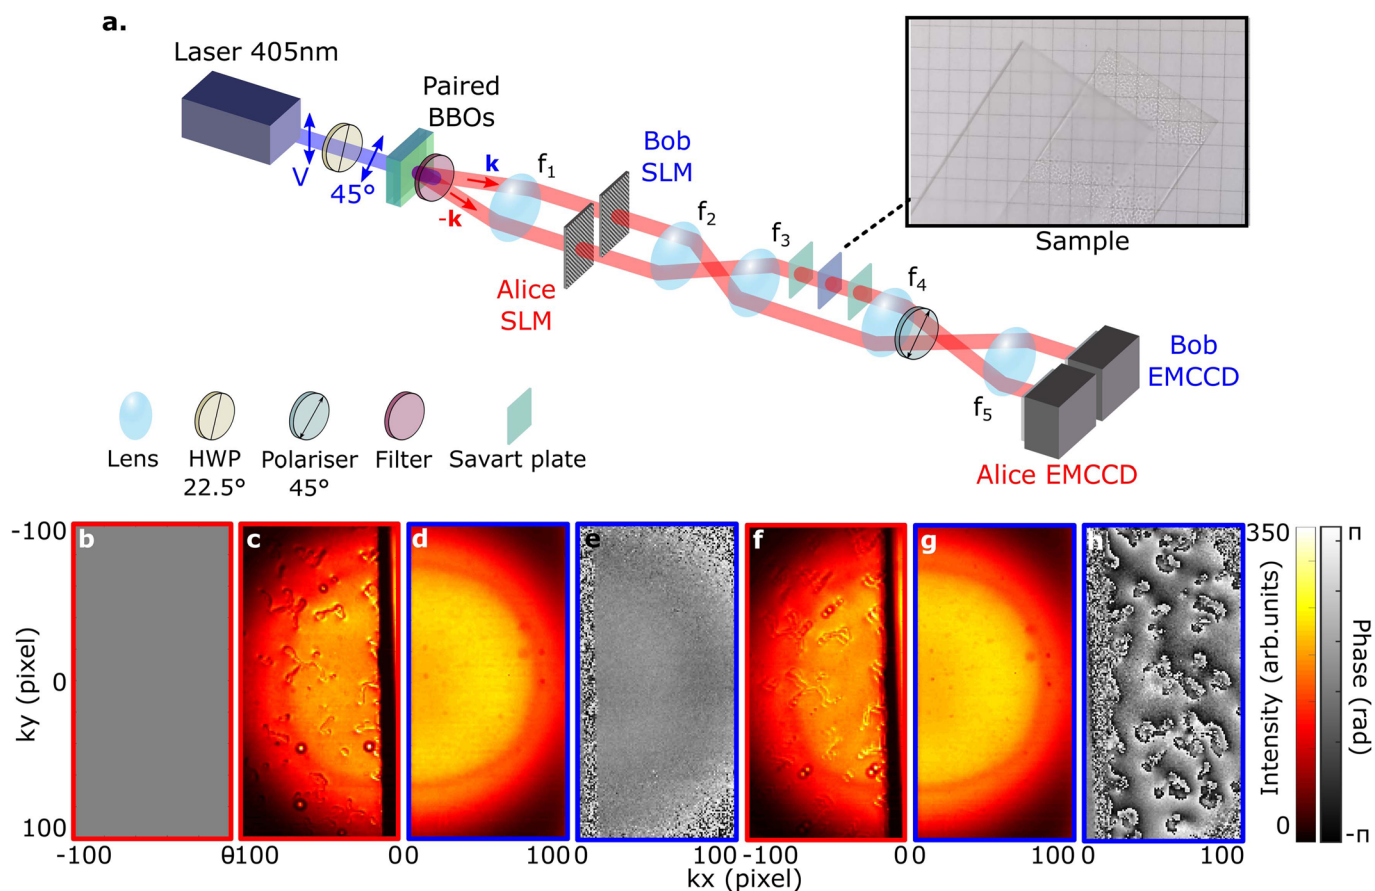 a.
Laser 405nm
Paired
BBOs
V
45°
k
-k
f1
Bob
SLM
f2
f3
Sample
Alice
SLM
f4
Bob
EMCCD
f5
Alice EMCCD
Lens
HWP
22.5°
Polariser
45°
Filter
Savart plate
b
c
d
e
f
g
h
-100
0
100
ky (pixel)
-100
0
-100
0
0
100
0
100
-100
0
0
100
0
100
kx (pixel)
350
0
Intensity (arb.units)
π
-π
Phase (rad)